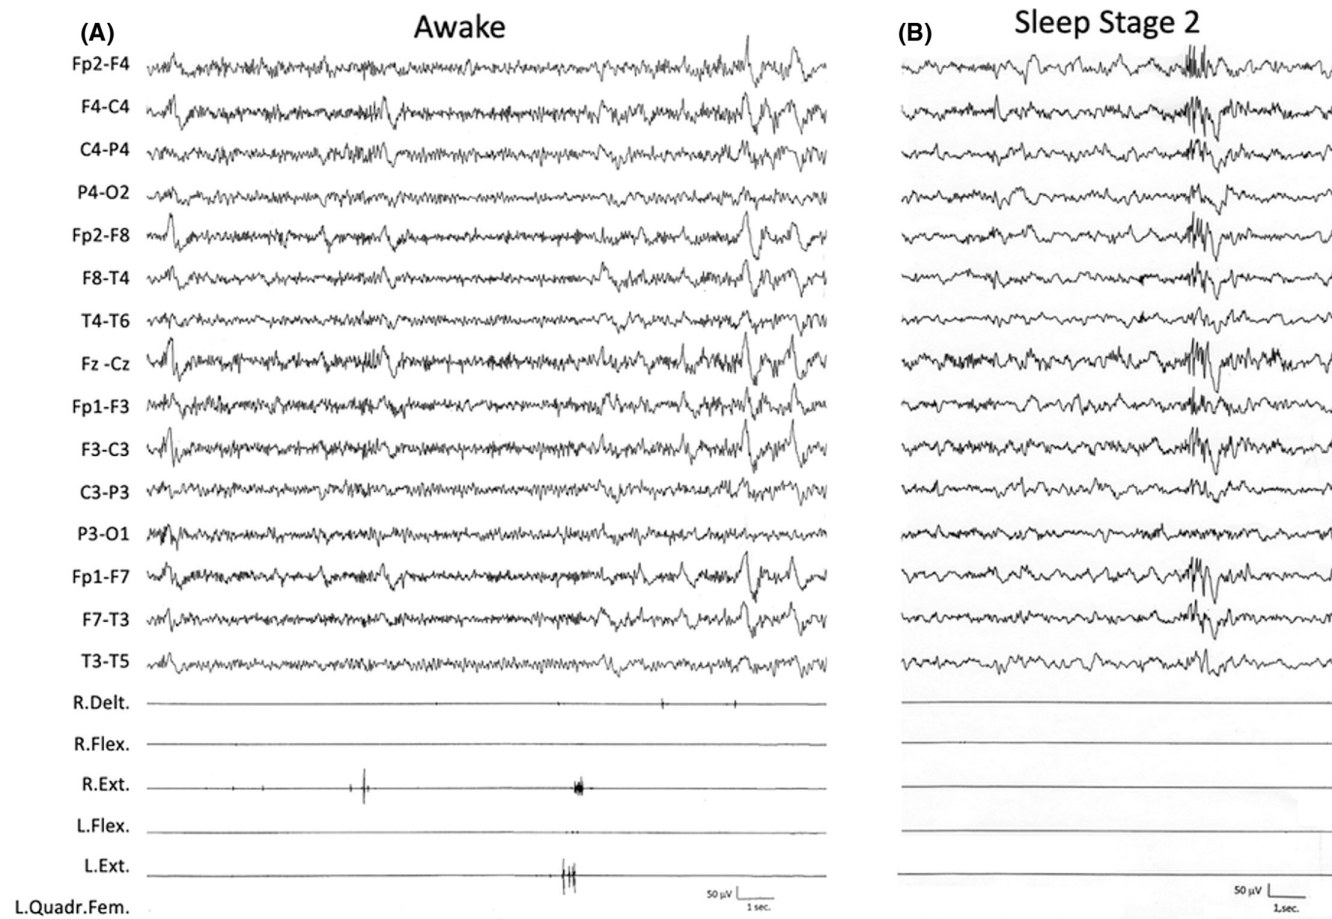 (A) Awake (B) Sleep Stage 2
Fp2-F4
F4-C4
C4-P4
P4-O2
Fp2-F8
F8-T4
T4-T6
Fz -Cz
Fp1-F3
F3-C3
C3-P3
P3-O1
Fp1-F7
F7-T3
T3-T5
R.Delt.
R.Flex.
R.Ext.
L.Flex.
L.Ext.
50 µV
1 sec.
50 µV
1,sec.
L.Quadr.Fem.